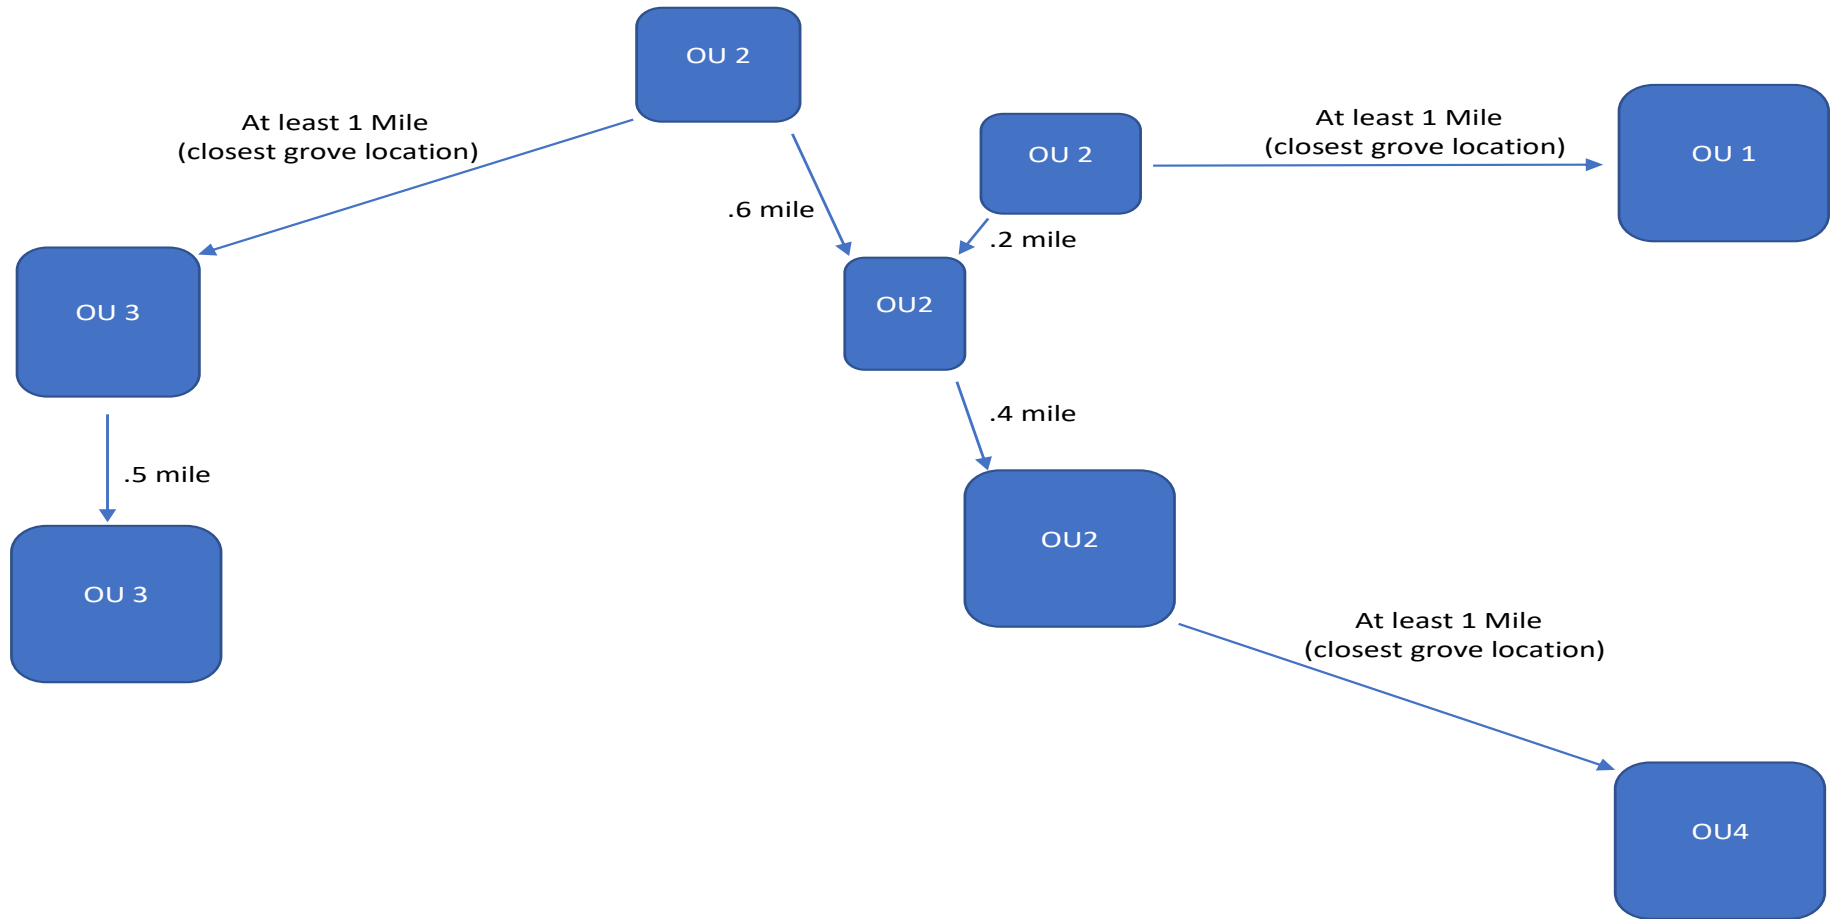 OU 2
At least 1 Mile
(closest grove location)
At least 1 Mile
(closest grove location)
OU 2
OU 1
.6 mile
.2 mile
OU 3
OU2
.4 mile
.5 mile
OU2
OU 3
At least 1 Mile
(closest grove location)
OU4